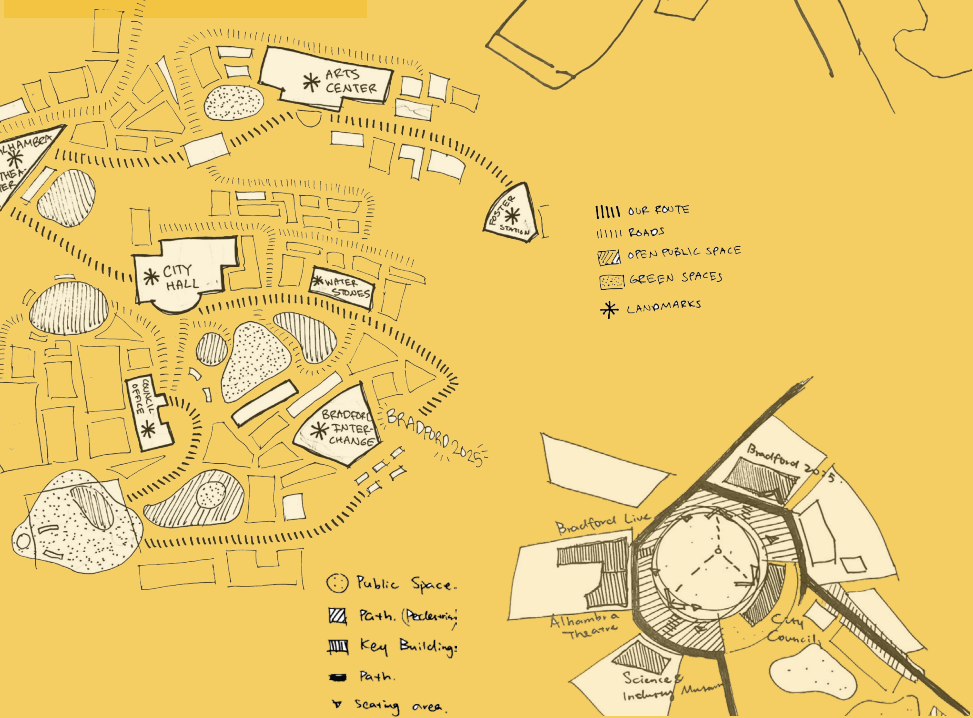 ARTS
CENTER
ALHAMBRA
THEA-
TER
FOSTER
STATION
CITY
HALL
WATER
STONES
COUNCIL
OFFICE
BRADFORD
INTER-
CHANGE
BRADFORD 2025
OUR ROUTE
ROADS
OPEN PUBLIC SPACE
GREEN SPACES
LANDMARKS
Bradford 2025
Bradford Live
Alhambra
Theatre
City
Council
Science &
Industry Museum
Public Space.
Path.
Key Building
Path.
Seating area.